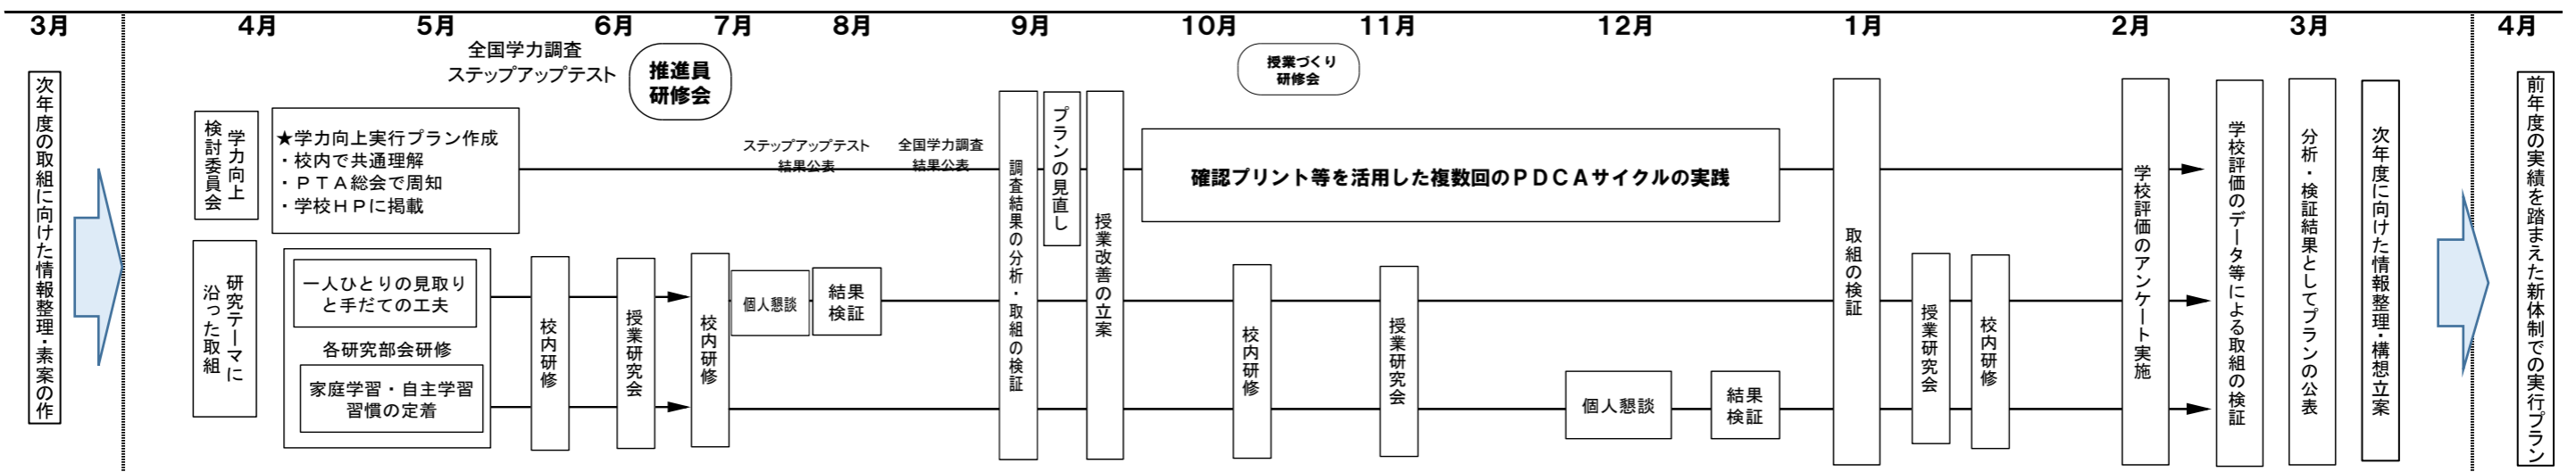 3月
4月
5月
6月
7月
8月
9月
10月
11月
12月
1月
2月
3月
4月
全国学力調査
ステップアップテスト
推進員
研修会
授業づくり
研修会
次年度の取組に向けた情報整理・素案の作
学力向上
検討委員会
★学力向上実行プラン作成
・校内で共通理解
・ＰＴＡ総会で周知
・学校ＨＰに掲載
ステップアップテスト
結果公表
全国学力調査
結果公表
研究テーマに
沿った取組
一人ひとりの見取り
と手だての工夫
各研究部会研修
家庭学習・自主学習
習慣の定着
校内研修
授業研究会
校内研修
個人懇談
結果
検証
調査結果の分析・取組の検証
プランの見直し
授業改善の立案
確認プリント等を活用した複数回のＰＤＣＡサイクルの実践
校内研修
授業研究会
個人懇談
結果
検証
取組の検証
授業研究会
校内研修
学校評価のアンケート実施
学校評価のデータ等による取組の検証
分析・検証結果としてプランの公表
次年度に向けた情報整理・構想立案
前年度の実績を踏まえた新体制での実行プラン